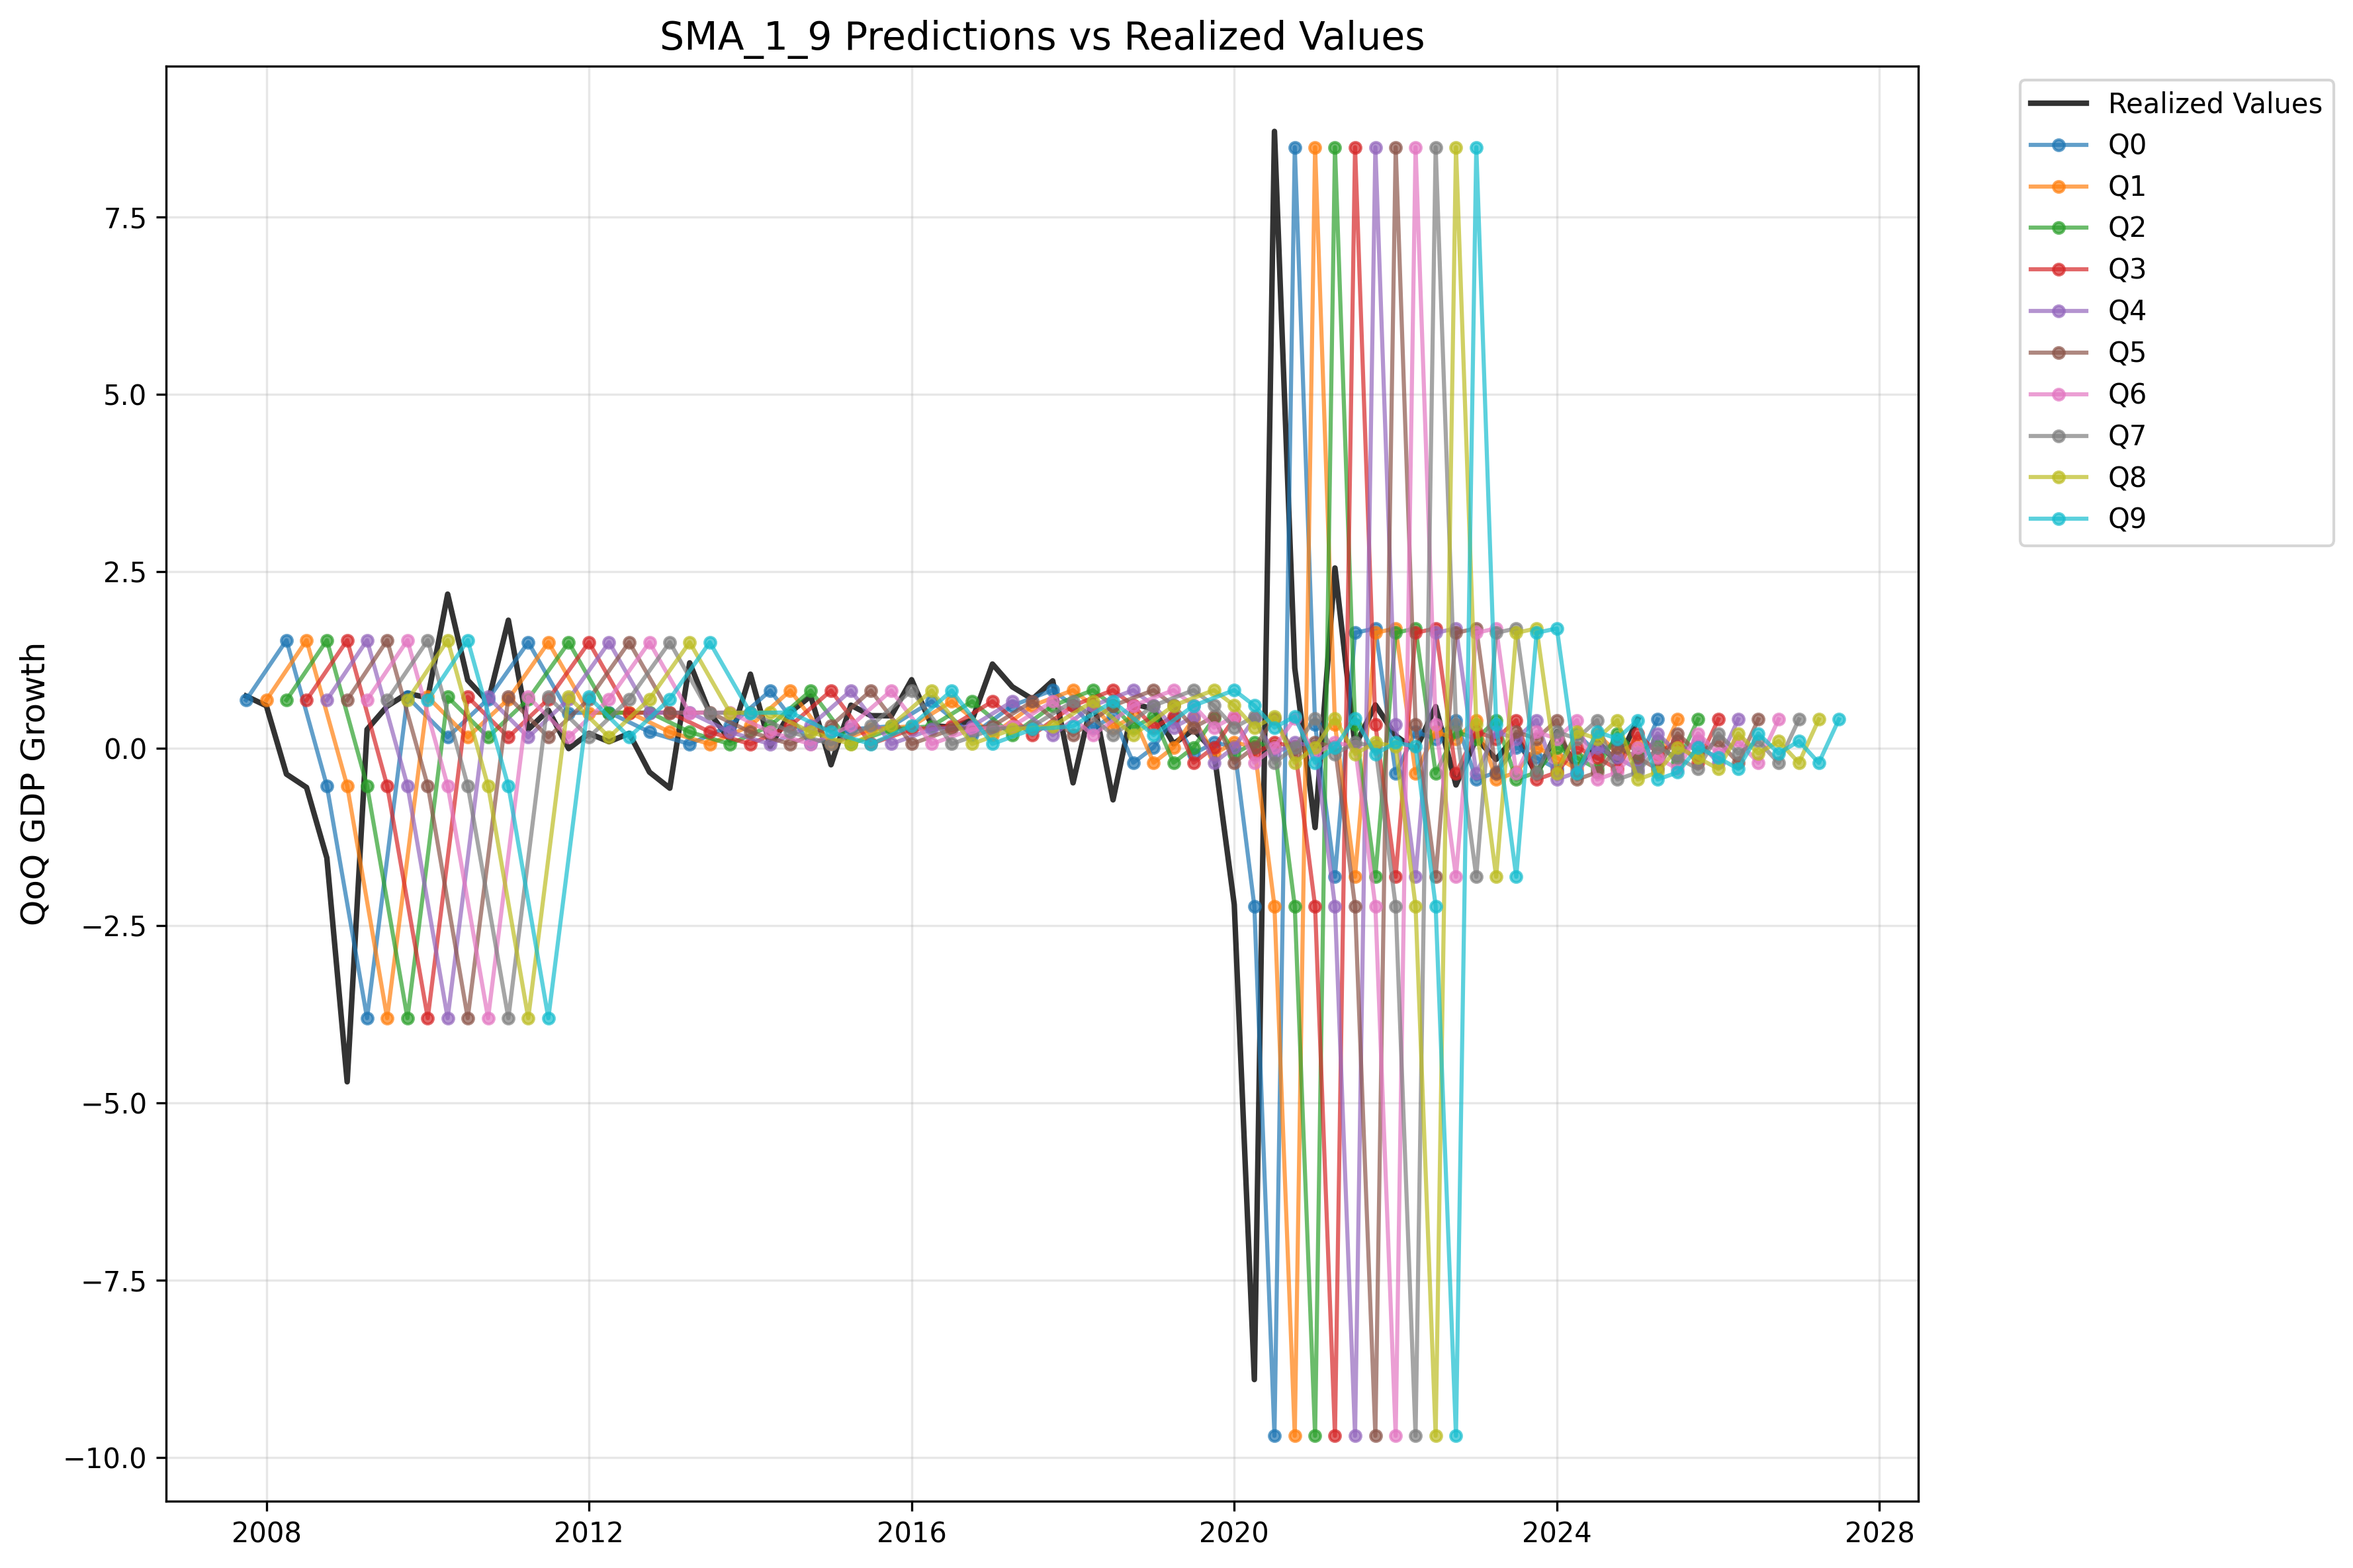 SMA_1_9 Predictions vs Realized Values
QoQ GDP Growth
7.5
5.0
2.5
0.0
−2.5
−5.0
−7.5
−10.0
2008
2012
2016
2020
2024
2028
Realized Values
Q0
Q1
Q2
Q3
Q4
Q5
Q6
Q7
Q8
Q9